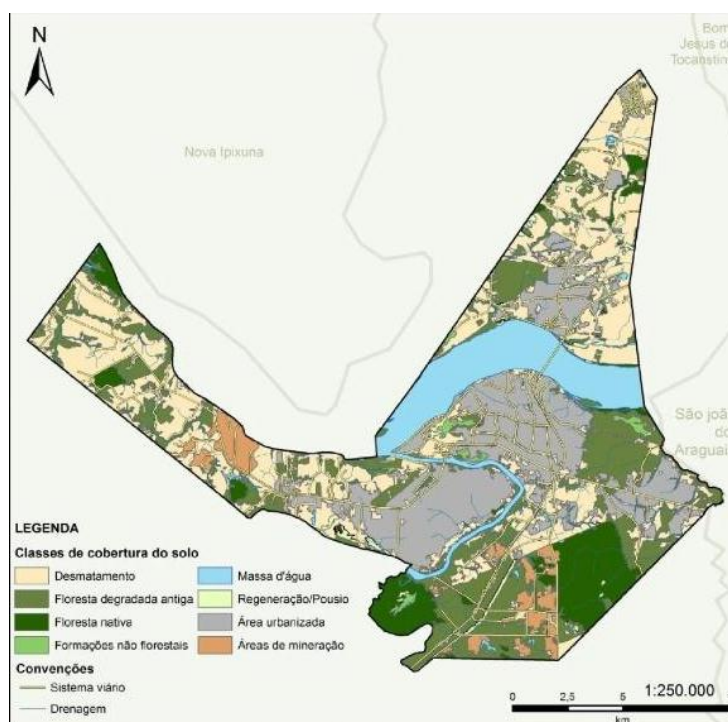 N
Bom
Jesus do
Tocanstins
Nova Ipixuna
São joão
do
Araguaia
LEGENDA
Classes de cobertura do solo
Desmatamento
Floresta degradada antiga
Floresta nativa
Formações não florestais
Massa d'água
Regeneração/Pousio
Área urbanizada
Áreas de mineração
Convenções
Sistema viário
Drenagem
1:250.000
0 2,5 5
km